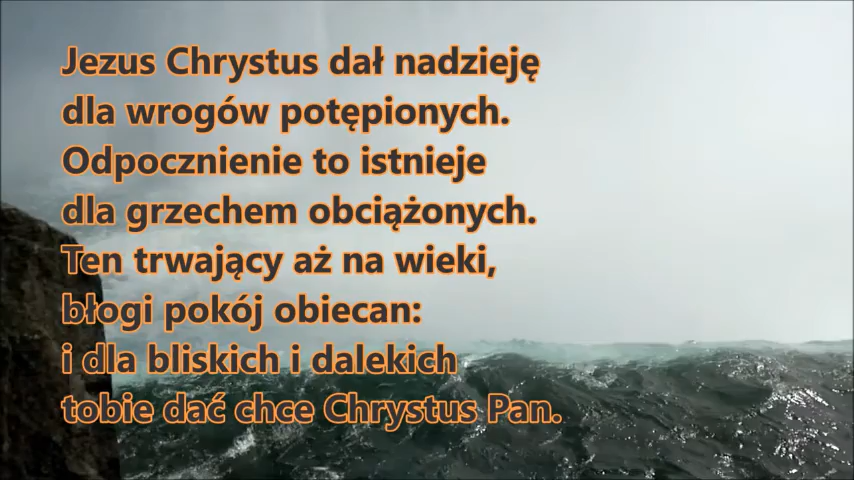 Jezus Chrystus dał nadzieję
dla wrogów potępionych.
Odpocznienie to istnieje
dla grzechem obciążonych.
Ten trwający aż na wieki,
błogi pokój obiecan:
i dla bliskich i dalekich
tobie dać chce Chrystus Pan.